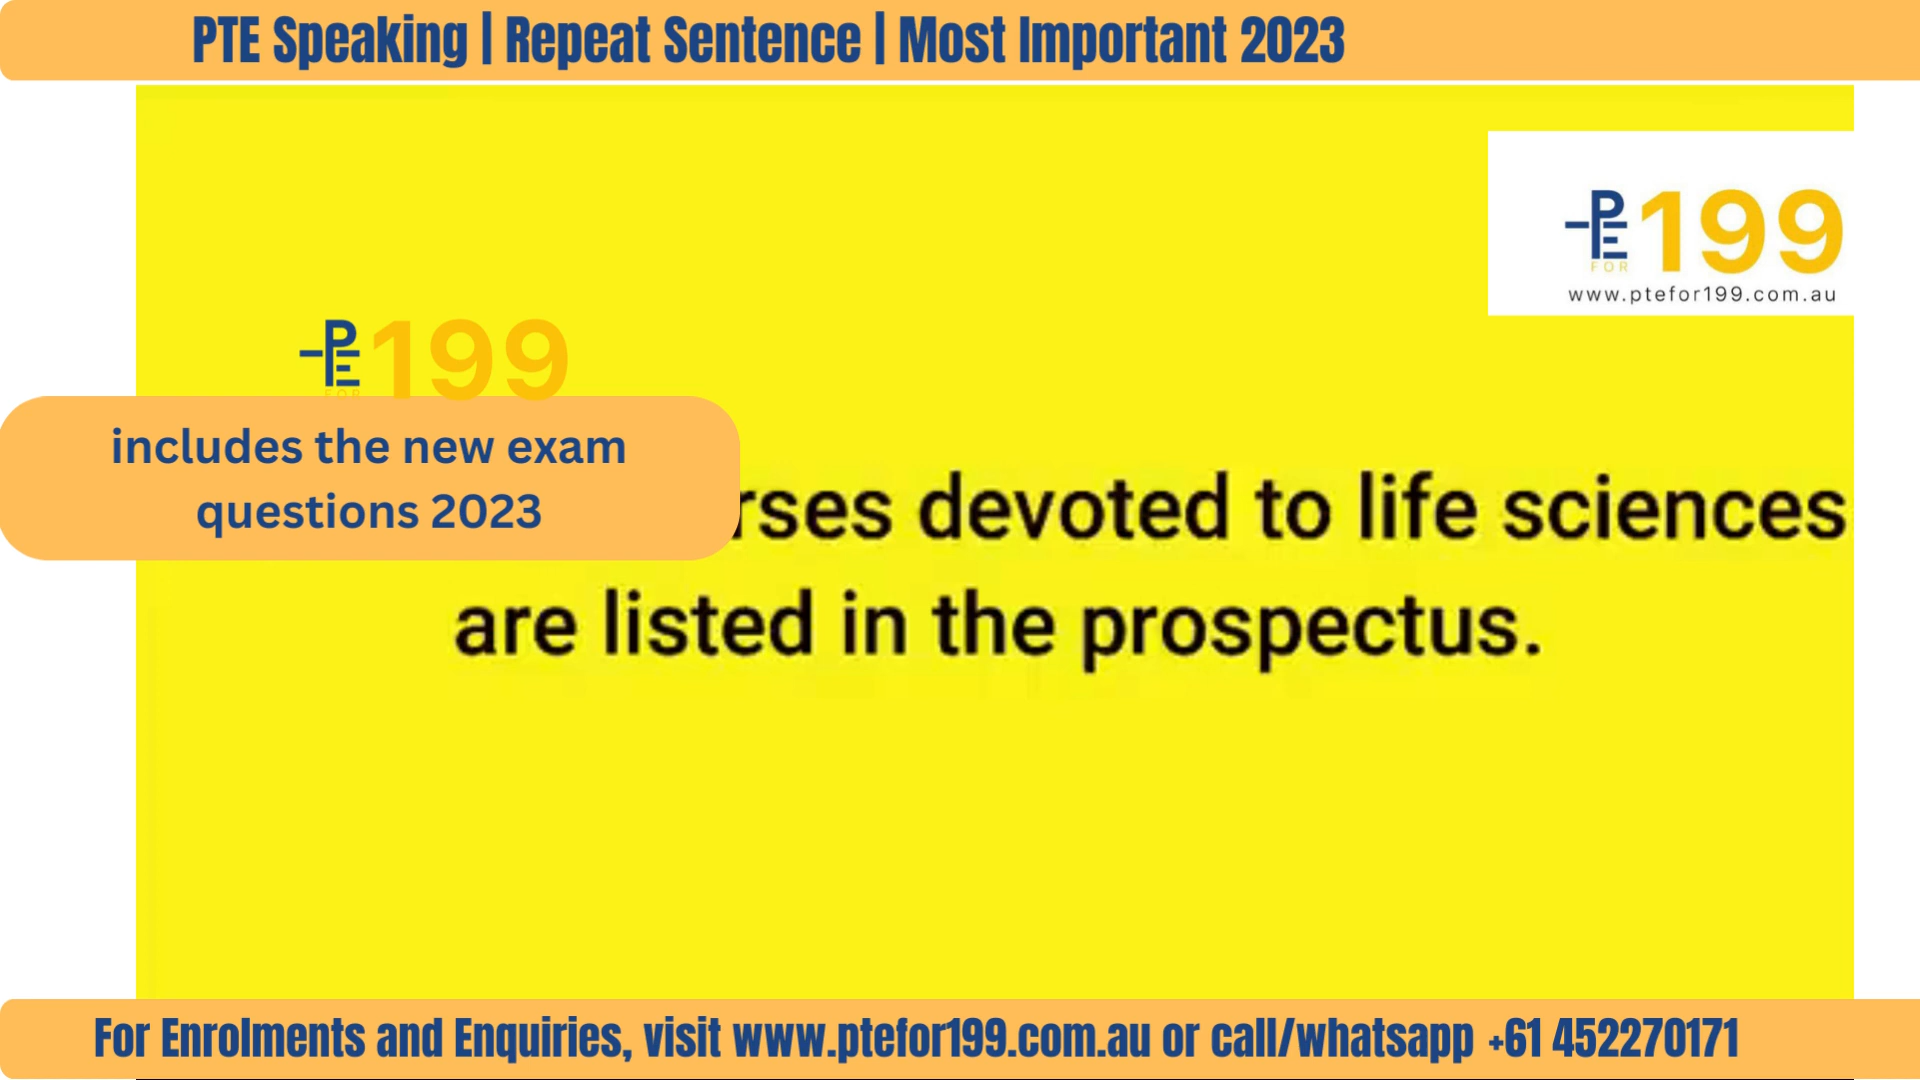 PTE Speaking | Repeat Sentence | Most Important 2023
PTE FOR 199
www.ptefor199.com.au
PTE FOR 199
includes the new exam
questions 2023
rses devoted to life sciences
are listed in the prospectus.
For Enrolments and Enquiries, visit www.ptefor199.com.au or call/whatsapp +61 452270171